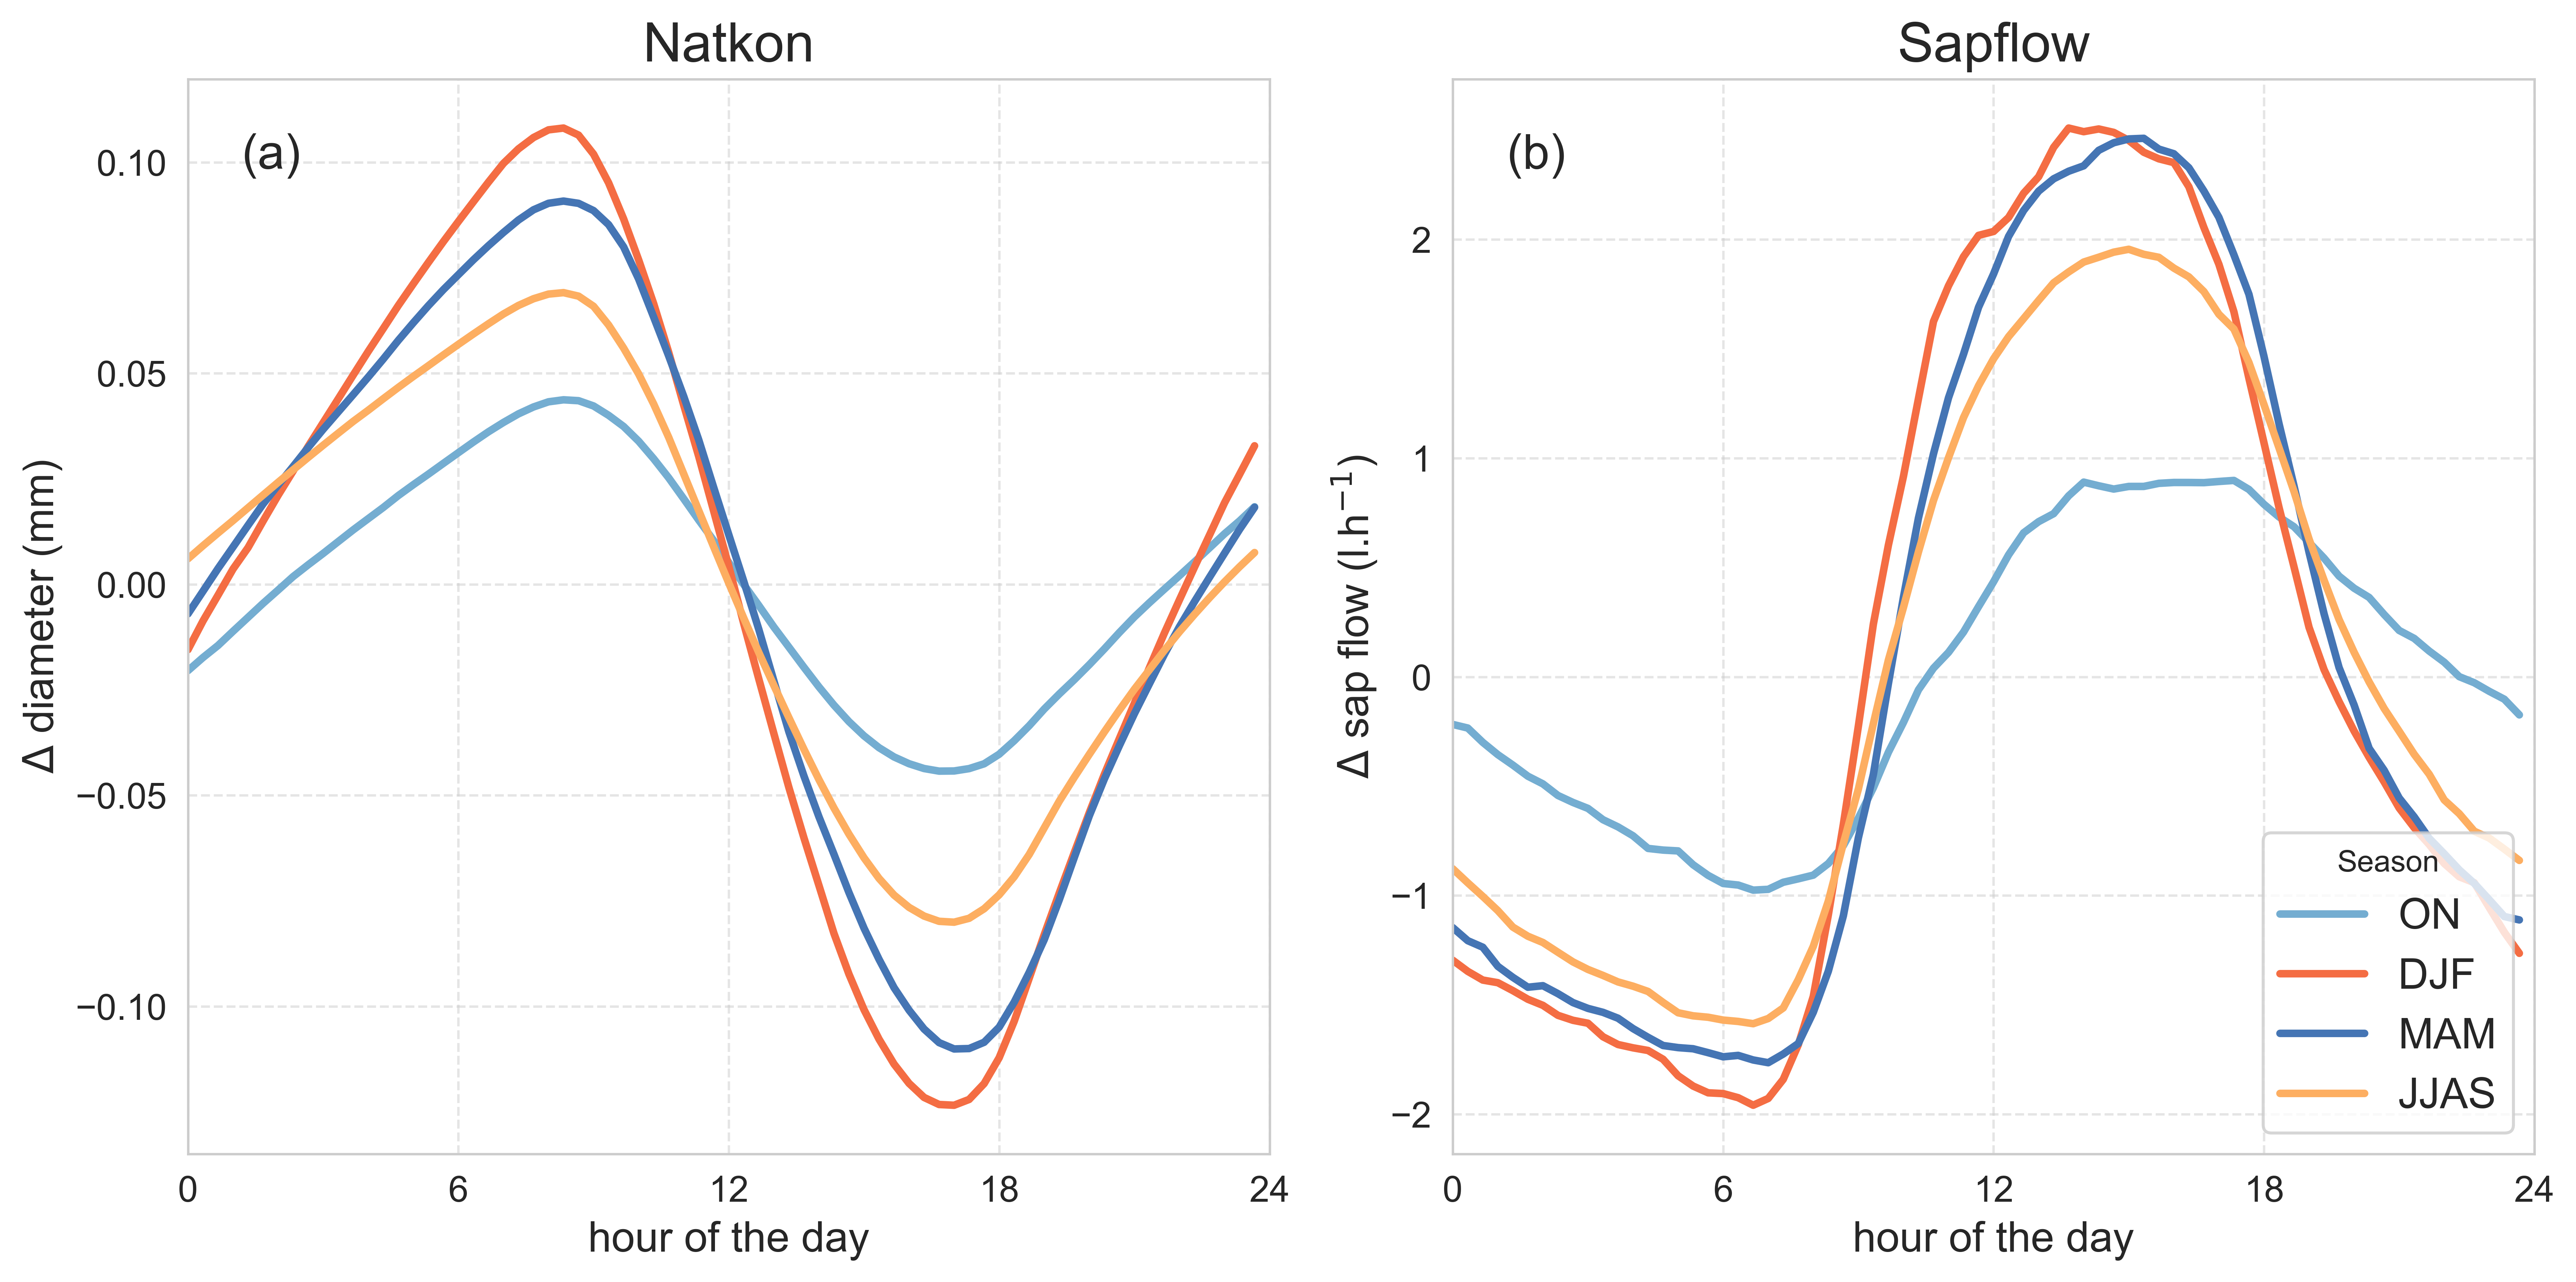 Natkon
(a)
0.10
0.05
0.00
−0.05
−0.10
Δ diameter (mm)
0
6
12
18
24
hour of the day
Sapflow
(b)
2
1
0
−1
−2
Δ sap flow (l.h⁻¹)
0
6
12
18
24
hour of the day
Season
ON
DJF
MAM
JJAS